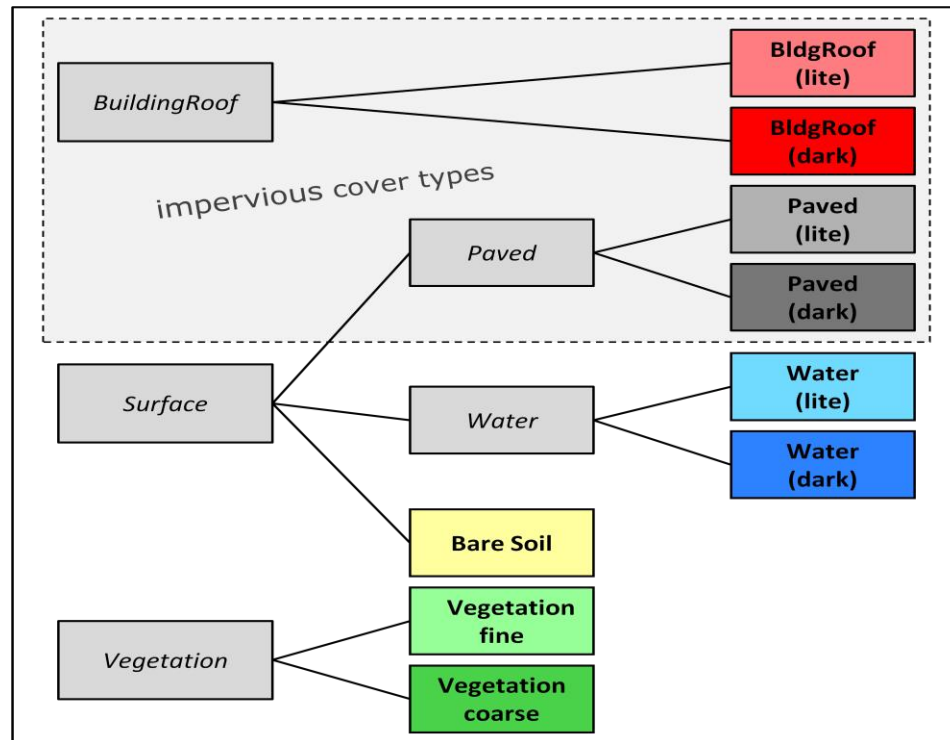 BldgRoof
(lite)
BuildingRoof
BldgRoof
(dark)
impervious cover types
Paved
(lite)
Paved
Paved
(dark)
Water
(lite)
Surface
Water
Water
(dark)
Bare Soil
Vegetation
fine
Vegetation
Vegetation
coarse